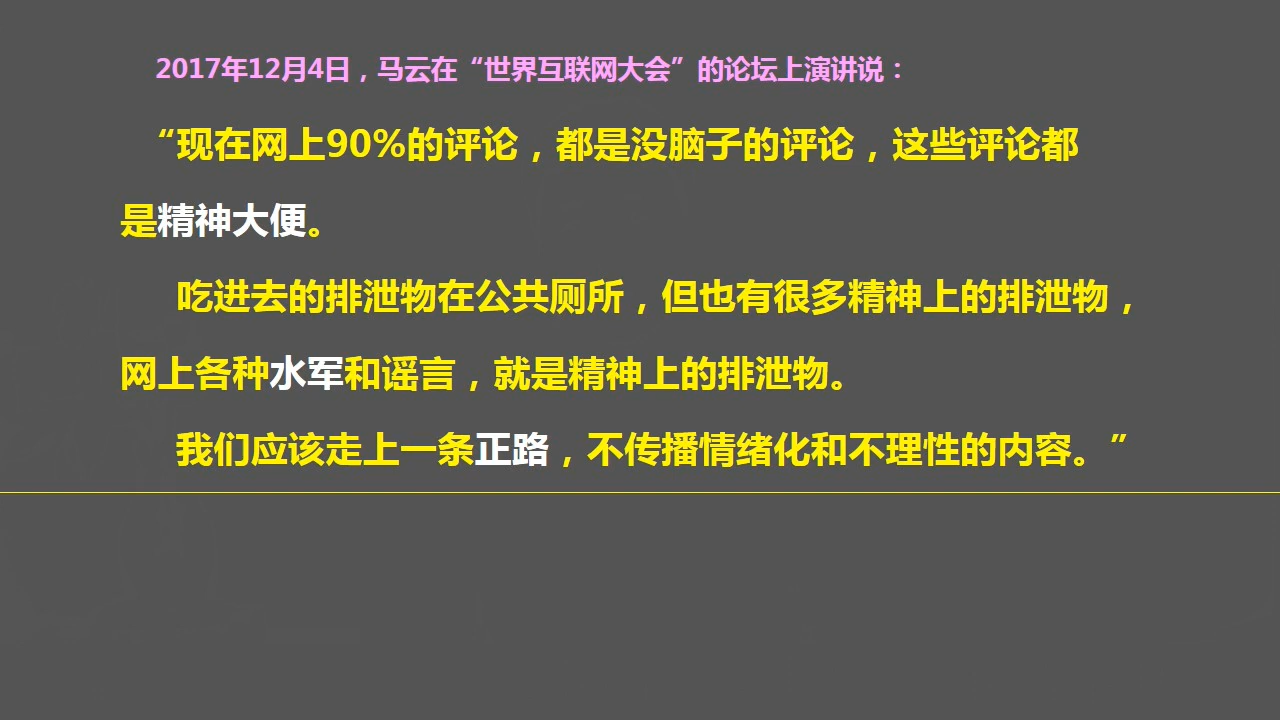 2017年12月4日，马云在“世界互联网大会”的论坛上演讲说：
“现在网上90%的评论，都是没脑子的评论，这些评论都
是精神大便。
吃进去的排泄物在公共厕所，但也有很多精神上的排泄物，
网上各种水军和谣言，就是精神上的排泄物。
我们应该走上一条正路，不传播情绪化和不理性的内容。”